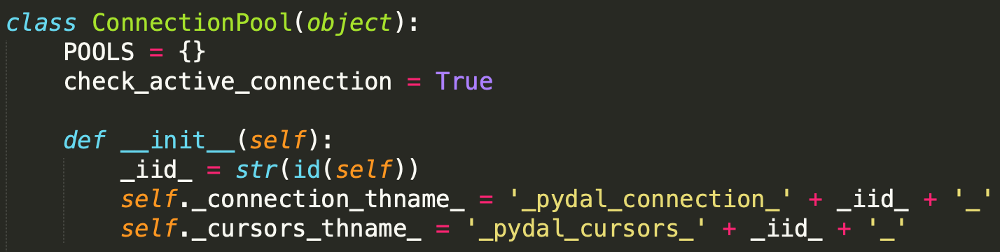 class ConnectionPool(object):
    POOLS = {}
    check_active_connection = True

    def __init__(self):
        _iid_ = str(id(self))
        self._connection_thname_ = '_pydal_connection_' + _iid_ + '_'
        self._cursors_thname_ = '_pydal_cursors_' + _iid_ + '_'